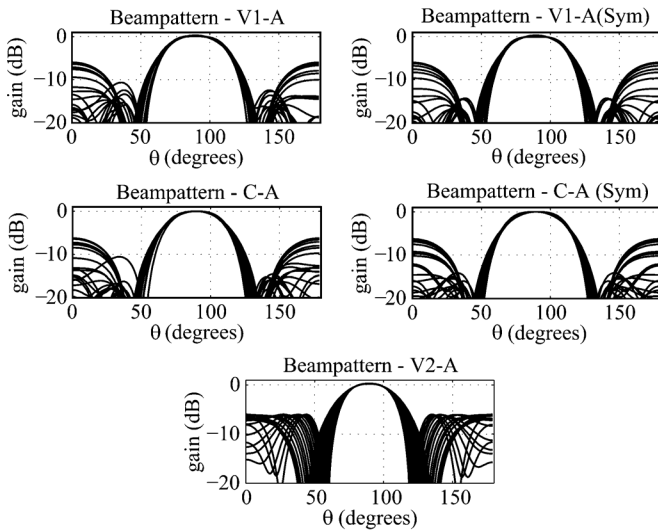 Beampattern - V1-A
gain (dB)
0
−10
−20
0 50 100 150
θ (degrees)
Beampattern - V1-A(Sym)
gain (dB)
0
−10
−20
0 50 100 150
θ (degrees)
Beampattern - C-A
gain (dB)
0
−10
−20
0 50 100 150
θ (degrees)
Beampattern - C-A (Sym)
gain (dB)
0
−10
−20
0 50 100 150
θ (degrees)
Beampattern - V2-A
gain (dB)
0
−10
−20
0 50 100 150
θ (degrees)